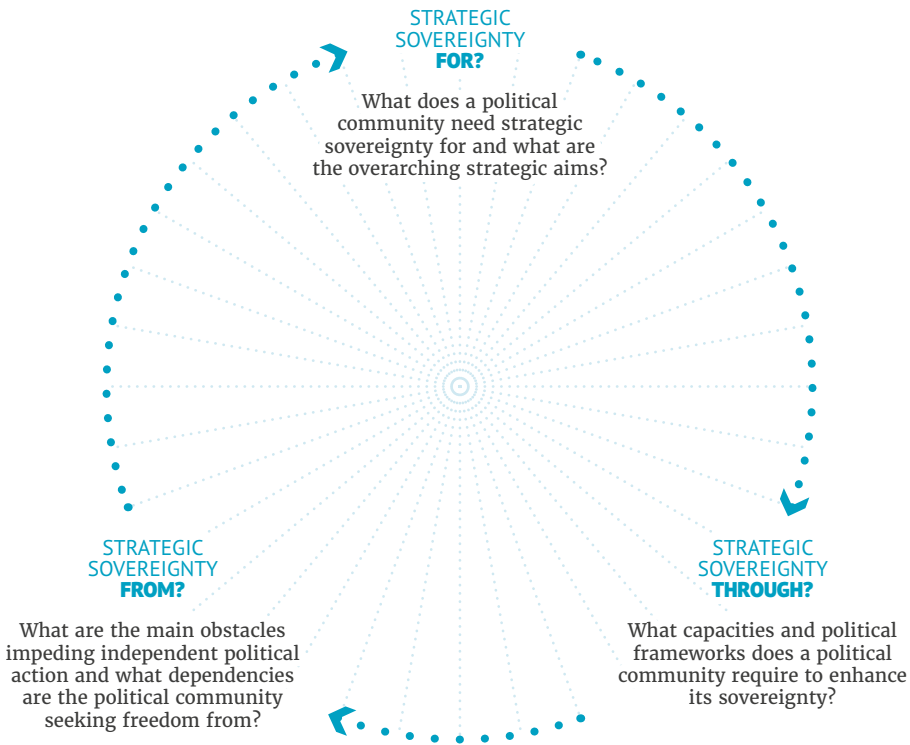 STRATEGIC
SOVEREIGNTY
FOR?
What does a political
community need strategic
sovereignty for and what are
the overarching strategic aims?
STRATEGIC
SOVEREIGNTY
THROUGH?
What capacities and political
frameworks does a political
community require to enhance
its sovereignty?
STRATEGIC
SOVEREIGNTY
FROM?
What are the main obstacles
impeding independent political
action and what dependencies
are the political community
seeking freedom from?